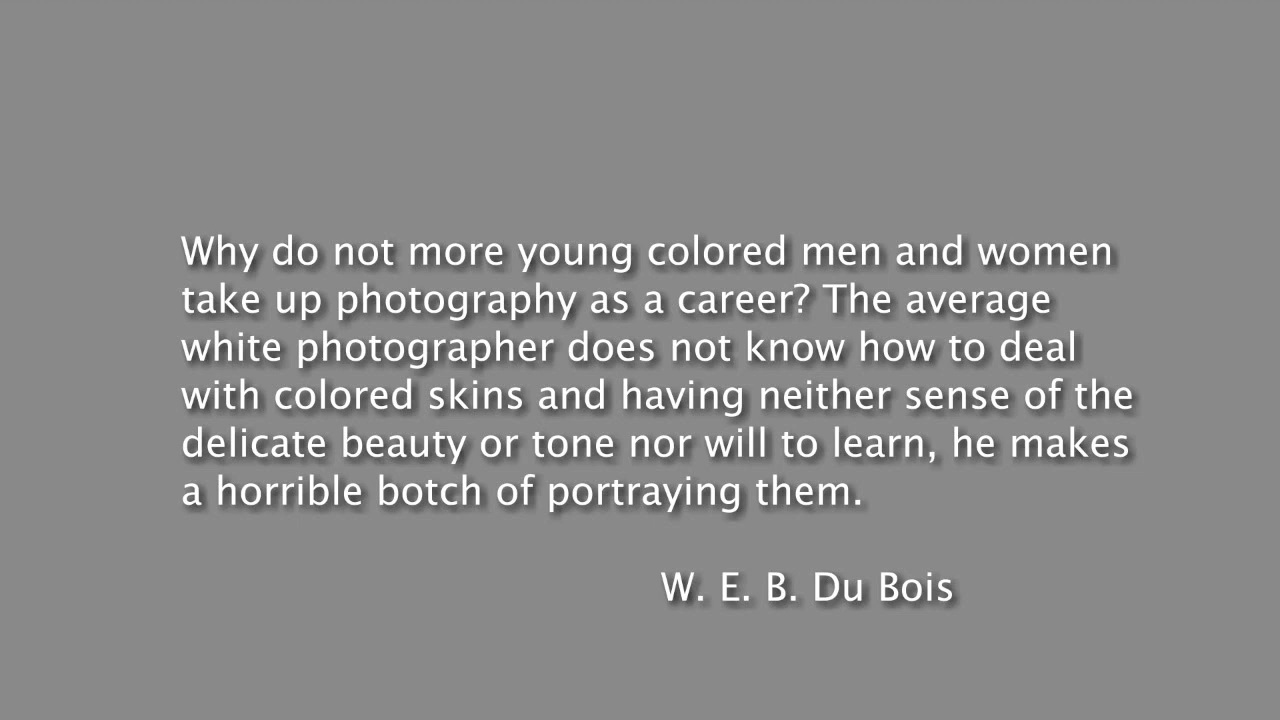 Why do not more young colored men and women
take up photography as a career? The average
white photographer does not know how to deal
with colored skins and having neither sense of the
delicate beauty or tone nor will to learn, he makes
a horrible botch of portraying them.
W. E. B. Du Bois